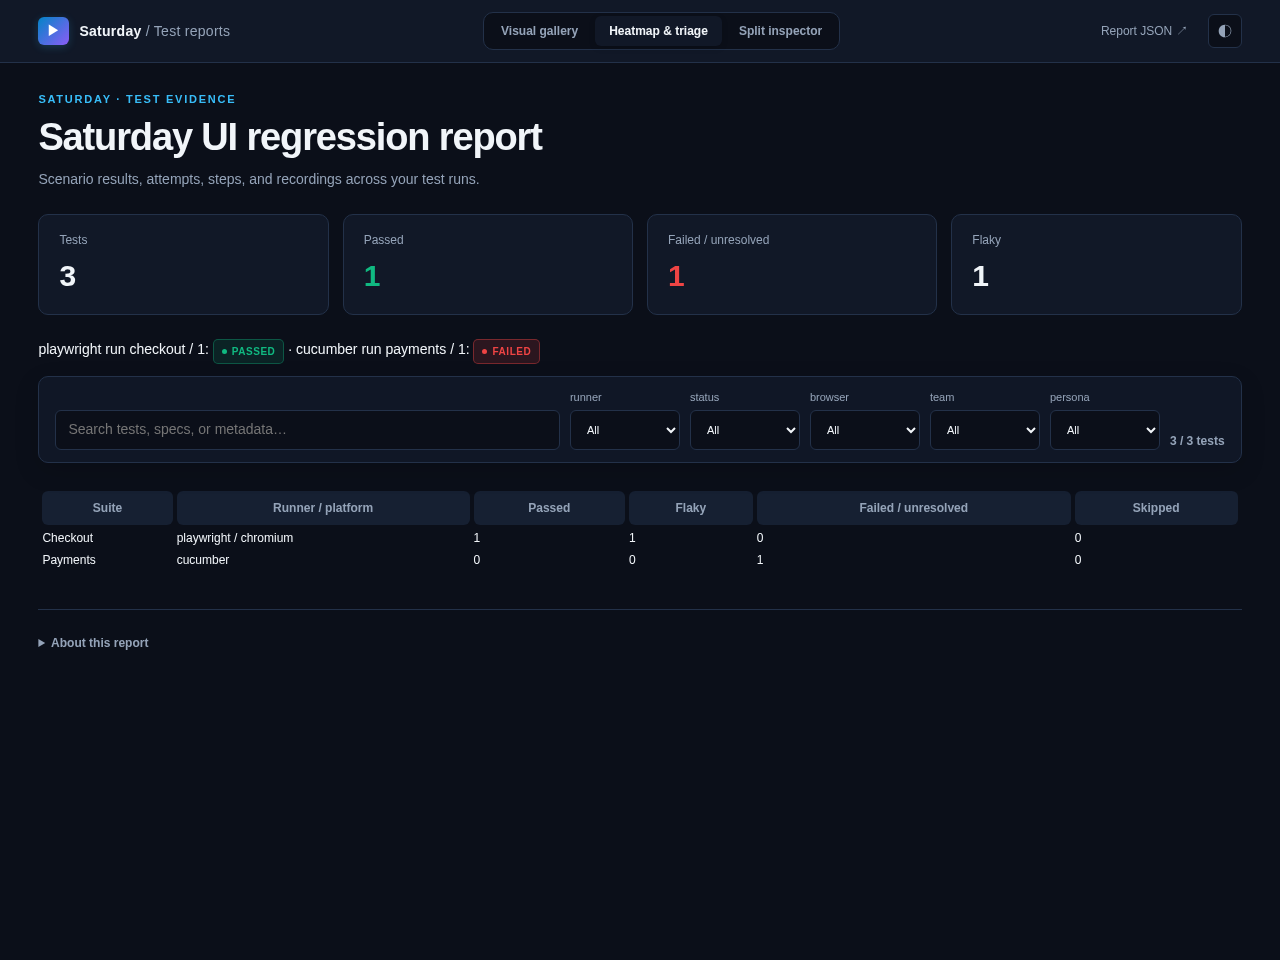 Saturday / Test reports
Visual gallery
Heatmap & triage
Split inspector
Report JSON ↗
SATURDAY · TEST EVIDENCE
Saturday UI regression report
Scenario results, attempts, steps, and recordings across your test runs.
Tests
3
Passed
1
Failed / unresolved
1
Flaky
1
playwright run checkout / 1: PASSED · cucumber run payments / 1: FAILED
runner status browser team persona
Search tests, specs, or metadata… All All All All All 3 / 3 tests
Suite Runner / platform Passed Flaky Failed / unresolved Skipped
Checkout playwright / chromium 1 1 0 0
Payments cucumber 0 0 1 0
About this report